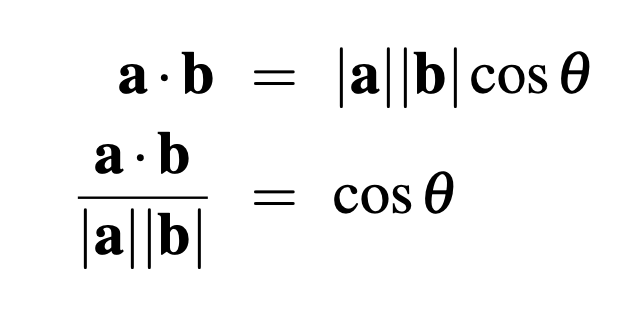 a · b = |a||b| cos θ
a · b / |a||b| = cos θ